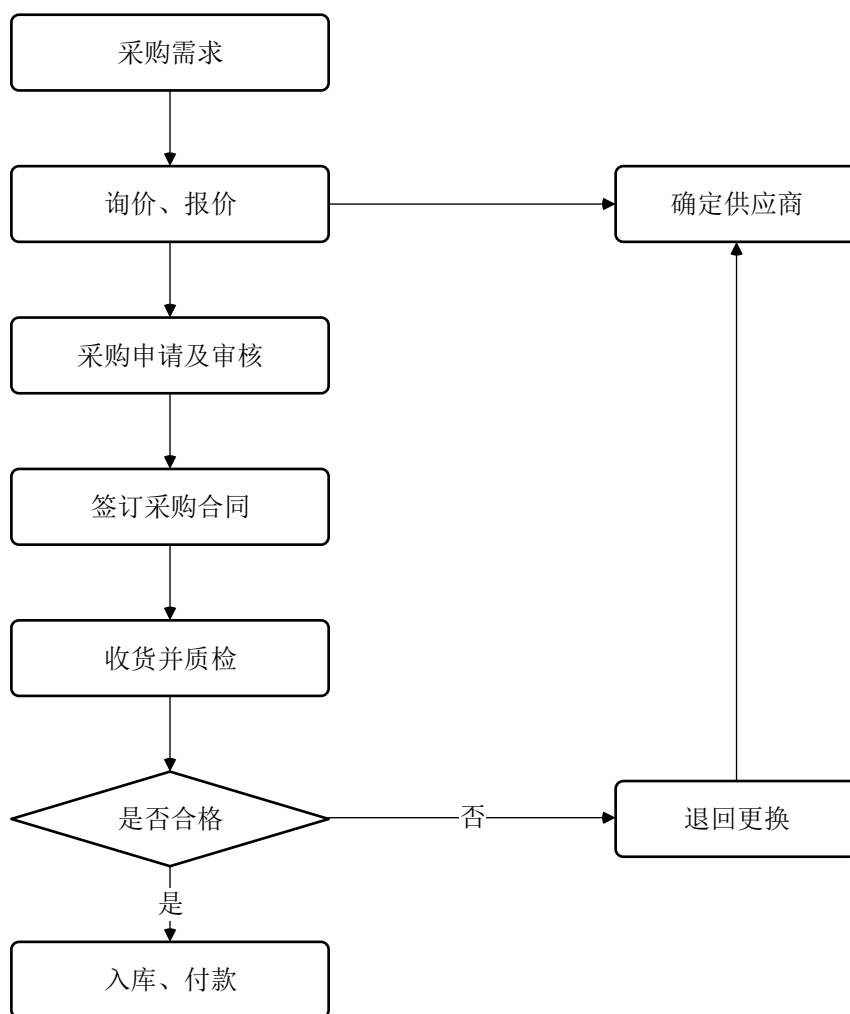 采购需求
询价、报价
确定供应商
采购申请及审核
签订采购合同
收货并质检
是否合格
否
退回更换
是
入库、付款